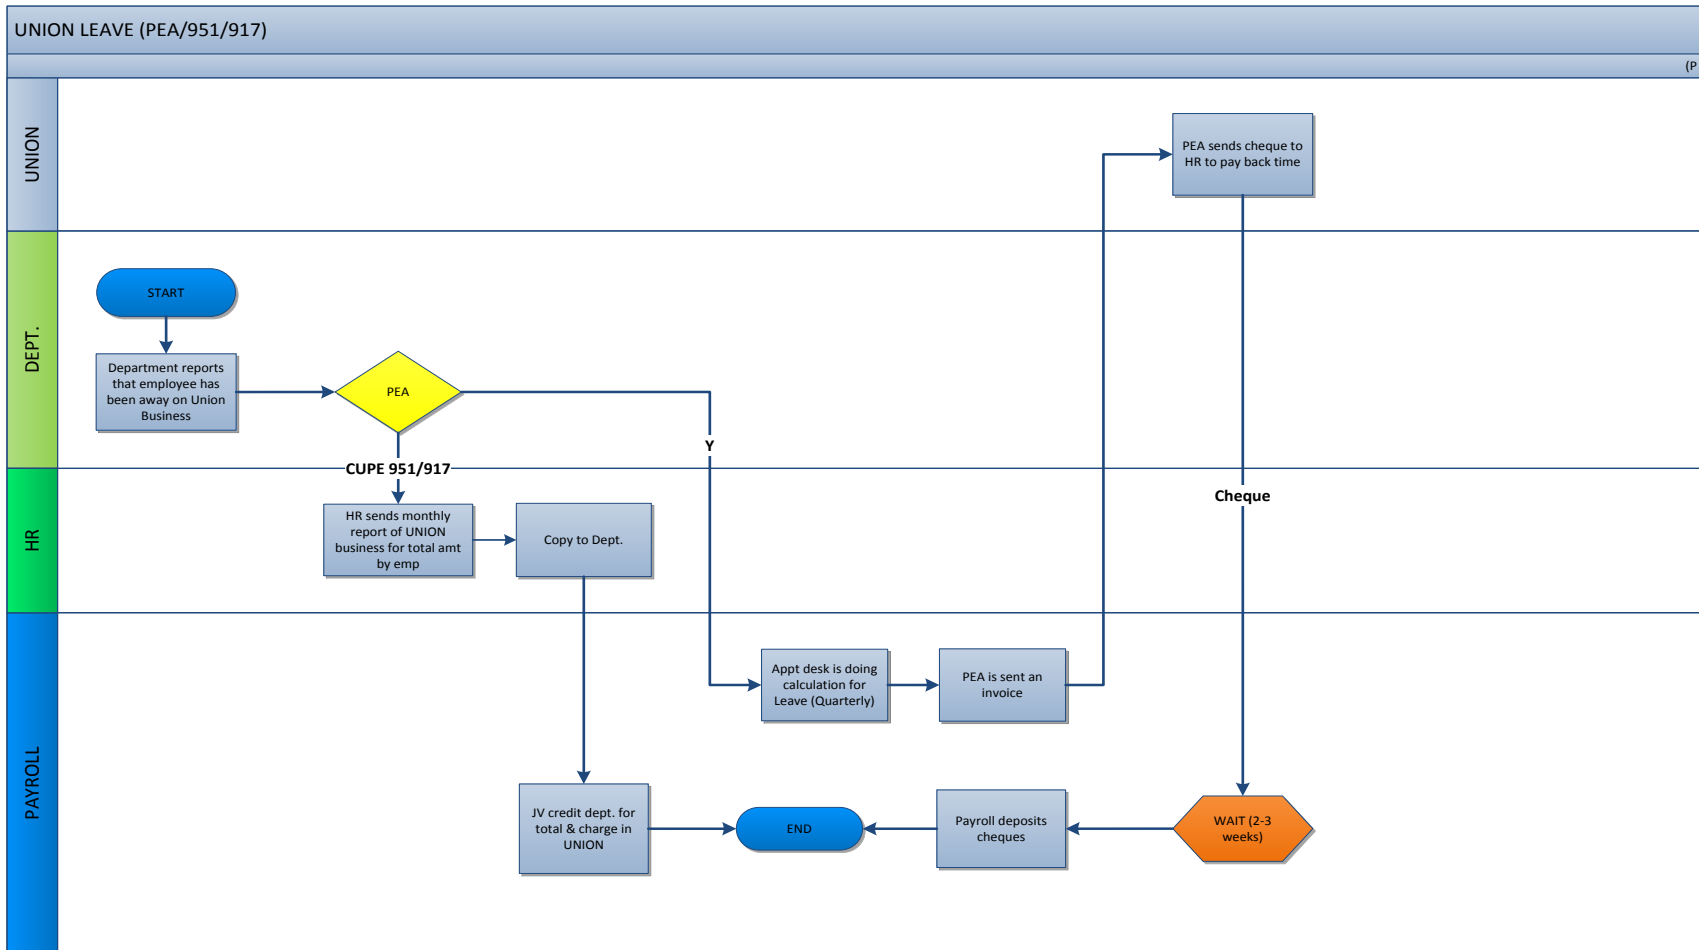 UNION LEAVE (PEA/951/917)
(P
UNION
PEA sends cheque to
HR to pay back time
DEPT.
START
Department reports
that employee has
been away on Union
Business
PEA
Y
CUPE 951/917
HR
HR sends monthly
report of UNION
business for total amt
by emp
Copy to Dept.
Cheque
PAYROLL
Appt desk is doing
calculation for
Leave (Quarterly)
PEA is sent an
invoice
JV credit dept. for
total & charge in
UNION
END
Payroll deposits
cheques
WAIT (2-3
weeks)